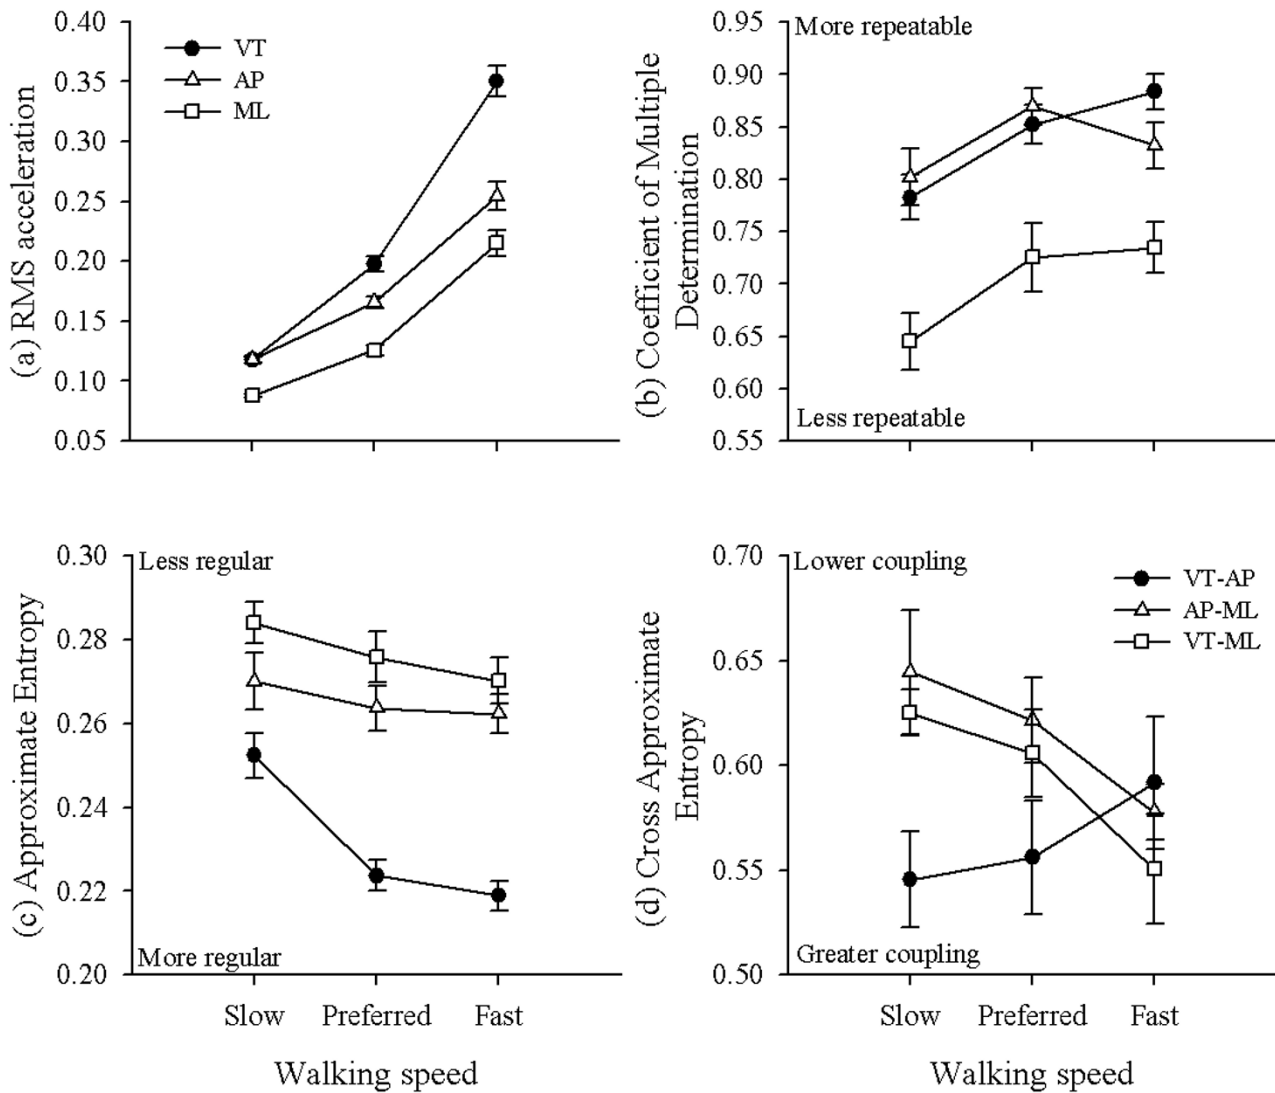 (a) RMS acceleration
0.40
0.35
0.30
0.25
0.20
0.15
0.10
0.05
VT
AP
ML
(b) Coefficient of Multiple
Determination
0.95
0.90
0.85
0.80
0.75
0.70
0.65
0.60
0.55
More repeatable
Less repeatable
(c) Approximate Entropy
0.30
0.28
0.26
0.24
0.22
0.20
Less regular
More regular
Slow Preferred Fast
Walking speed
(d) Cross Approximate
Entropy
0.70
0.65
0.60
0.55
0.50
Lower coupling
VT-AP
AP-ML
VT-ML
Greater coupling
Slow Preferred Fast
Walking speed